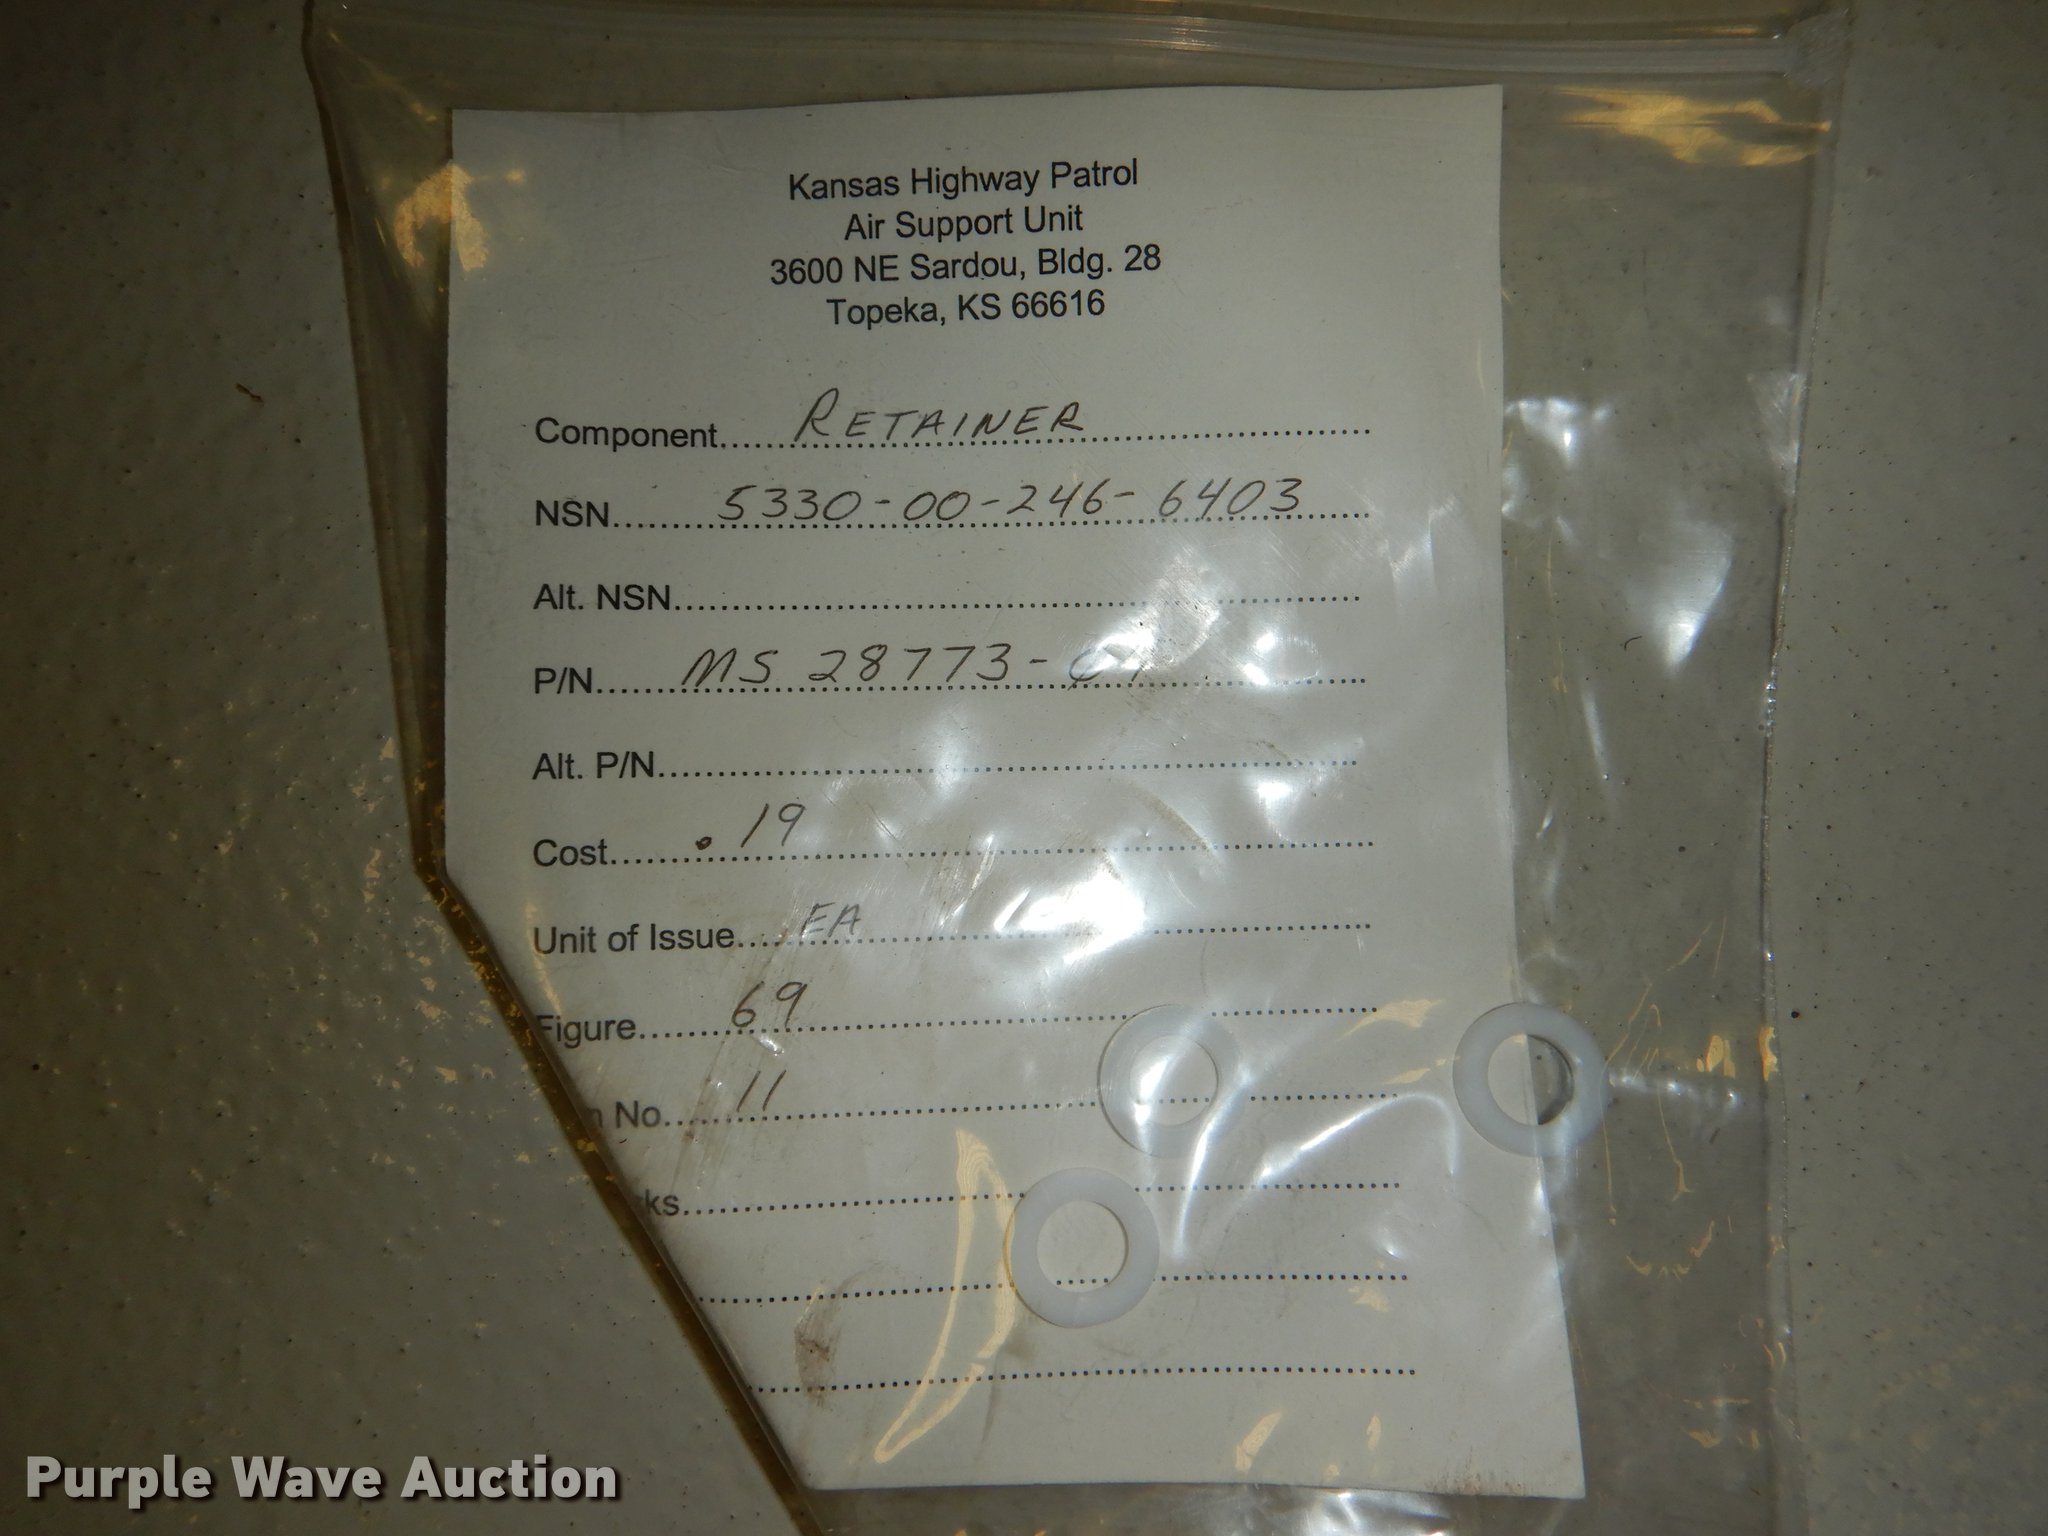 Kansas Highway Patrol
Air Support Unit
3600 NE Sardou, Bldg. 28
Topeka, KS 66616
Component RETAINER
NSN 5330-00-246-6403
Alt. NSN
P/N MS 28773-
Alt. P/N
Cost .19
Unit of Issue EA
Figure 69
No. 11
Purple Wave Auction